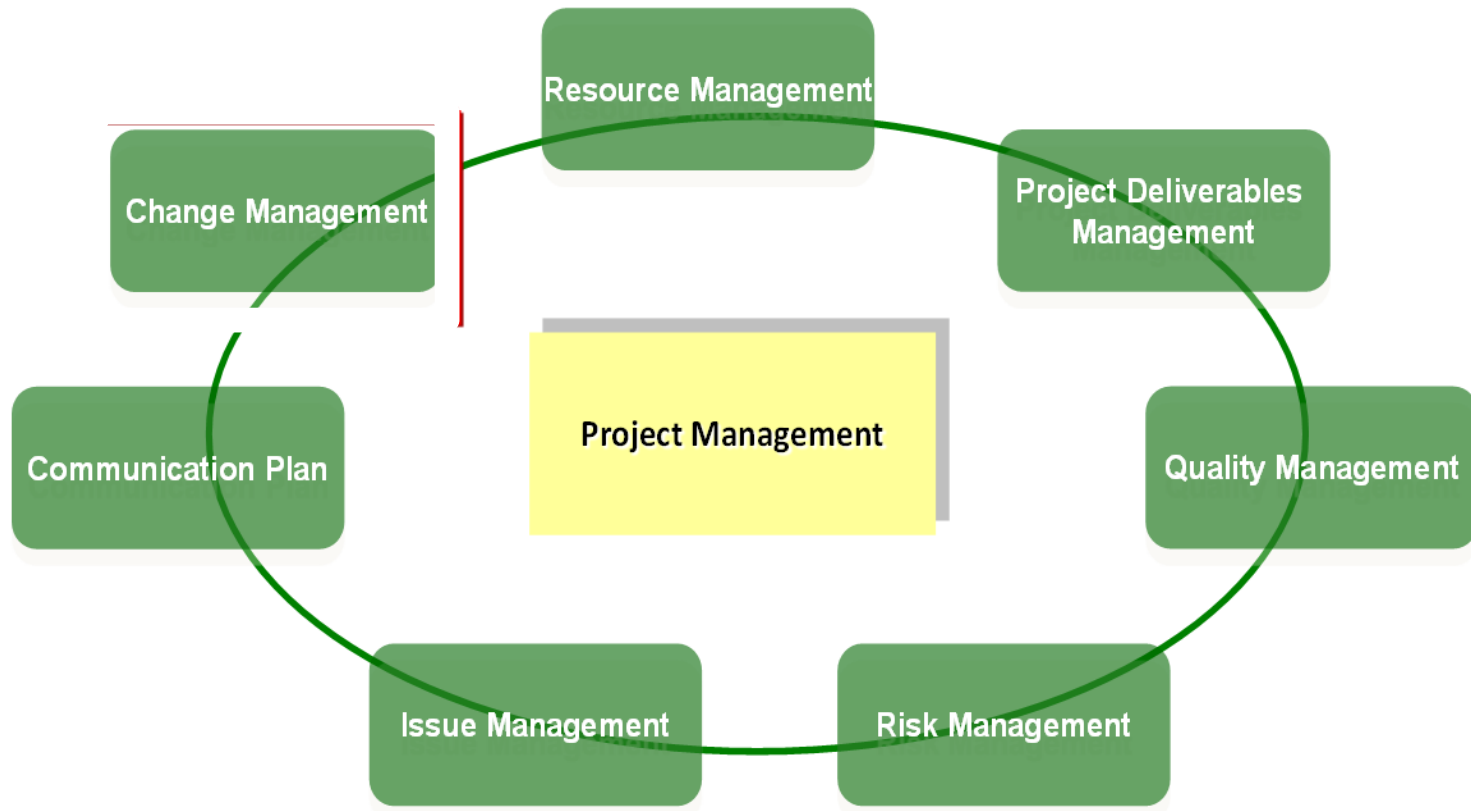 Resource Management
Change Management
Project Deliverables
Management
Project Management
Communication Plan
Quality Management
Issue Management
Risk Management